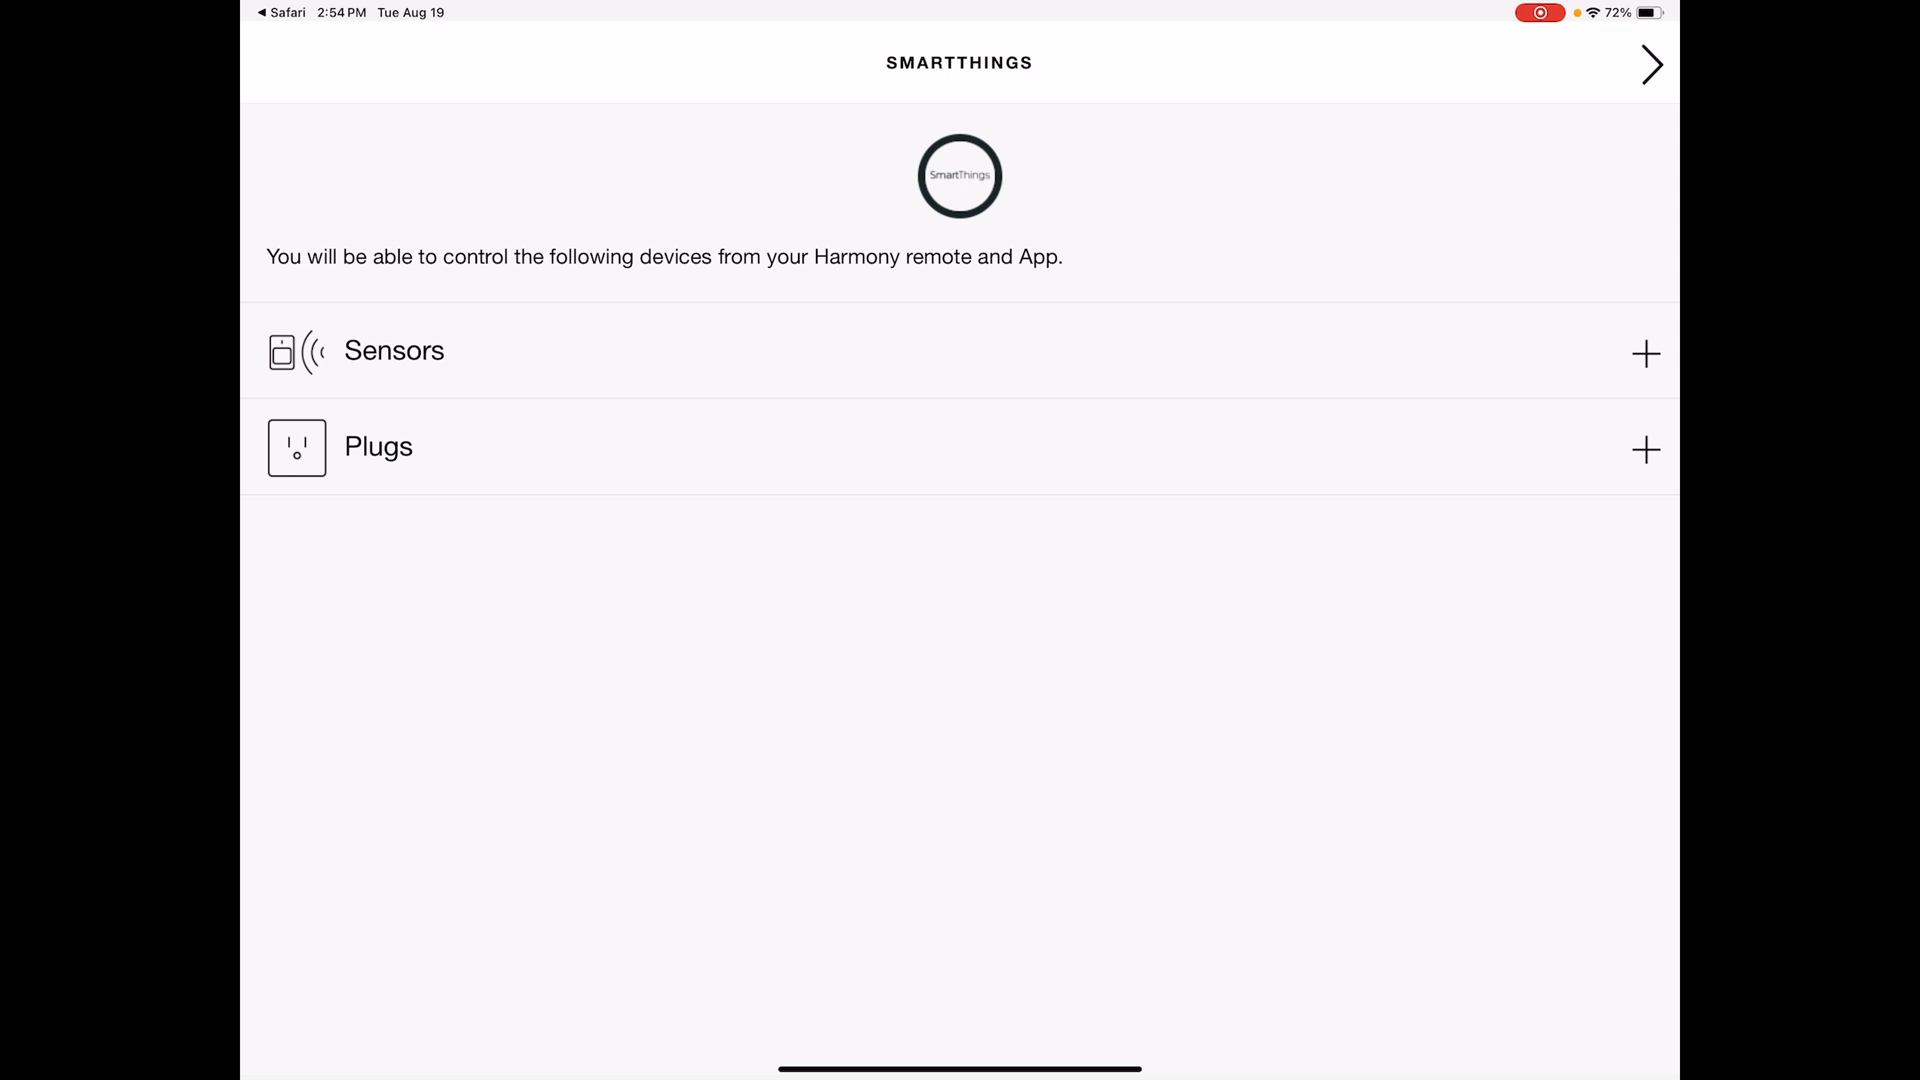 ◀ Safari 2:54 PM Tue Aug 19 72%
SMARTTHINGS
SmartThings
You will be able to control the following devices from your Harmony remote and App.
Sensors
Plugs